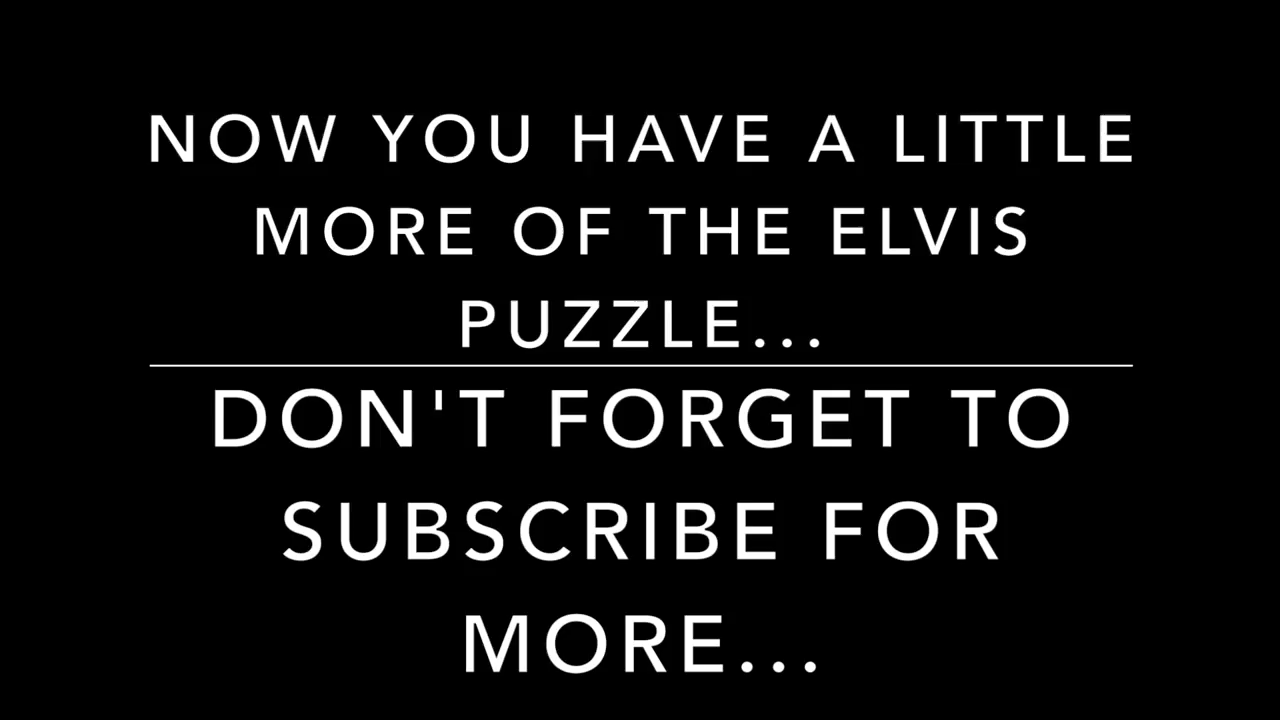 NOW YOU HAVE A LITTLE
MORE OF THE ELVIS
PUZZLE...
DON'T FORGET TO
SUBSCRIBE FOR
MORE...